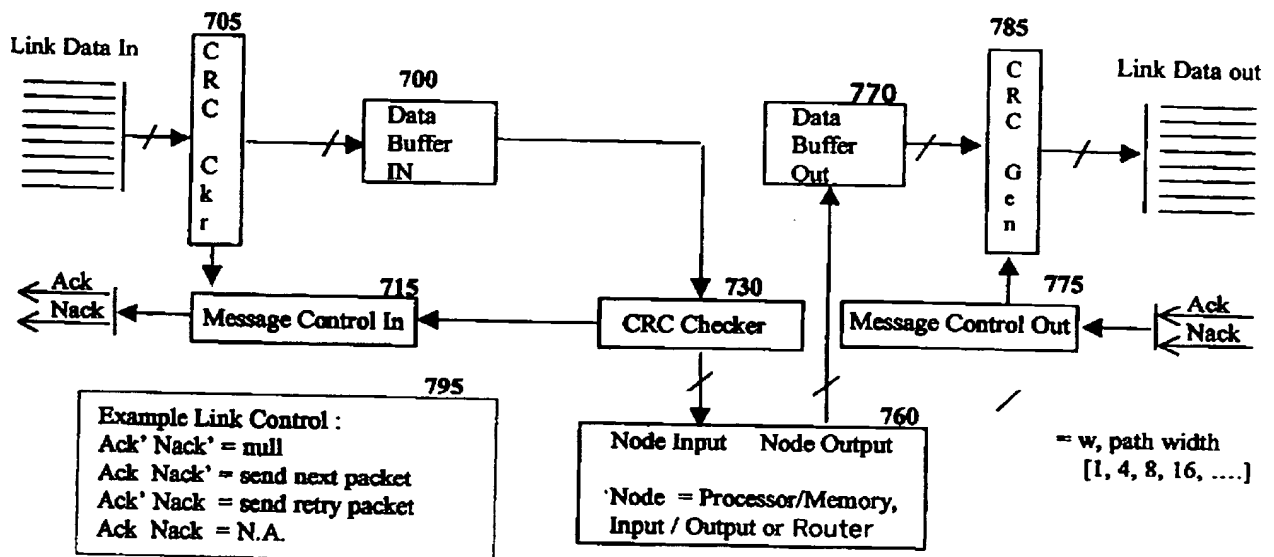 705
Link Data In
C
R
C
C
k
r
700
Data
Buffer
IN
770
Data
Buffer
Out
785
C
R
C
G
e
n
Link Data out
Ack
Nack
715
Message Control In
730
CRC Checker
775
Message Control Out
Ack
Nack
795
Example Link Control :
Ack' Nack' = null
Ack Nack' = send next packet
Ack' Nack = send retry packet
Ack Nack = N.A.
760
Node Input Node Output
Node = Processor/Memory,
Input / Output or Router
= w, path width
[1, 4, 8, 16, ....]